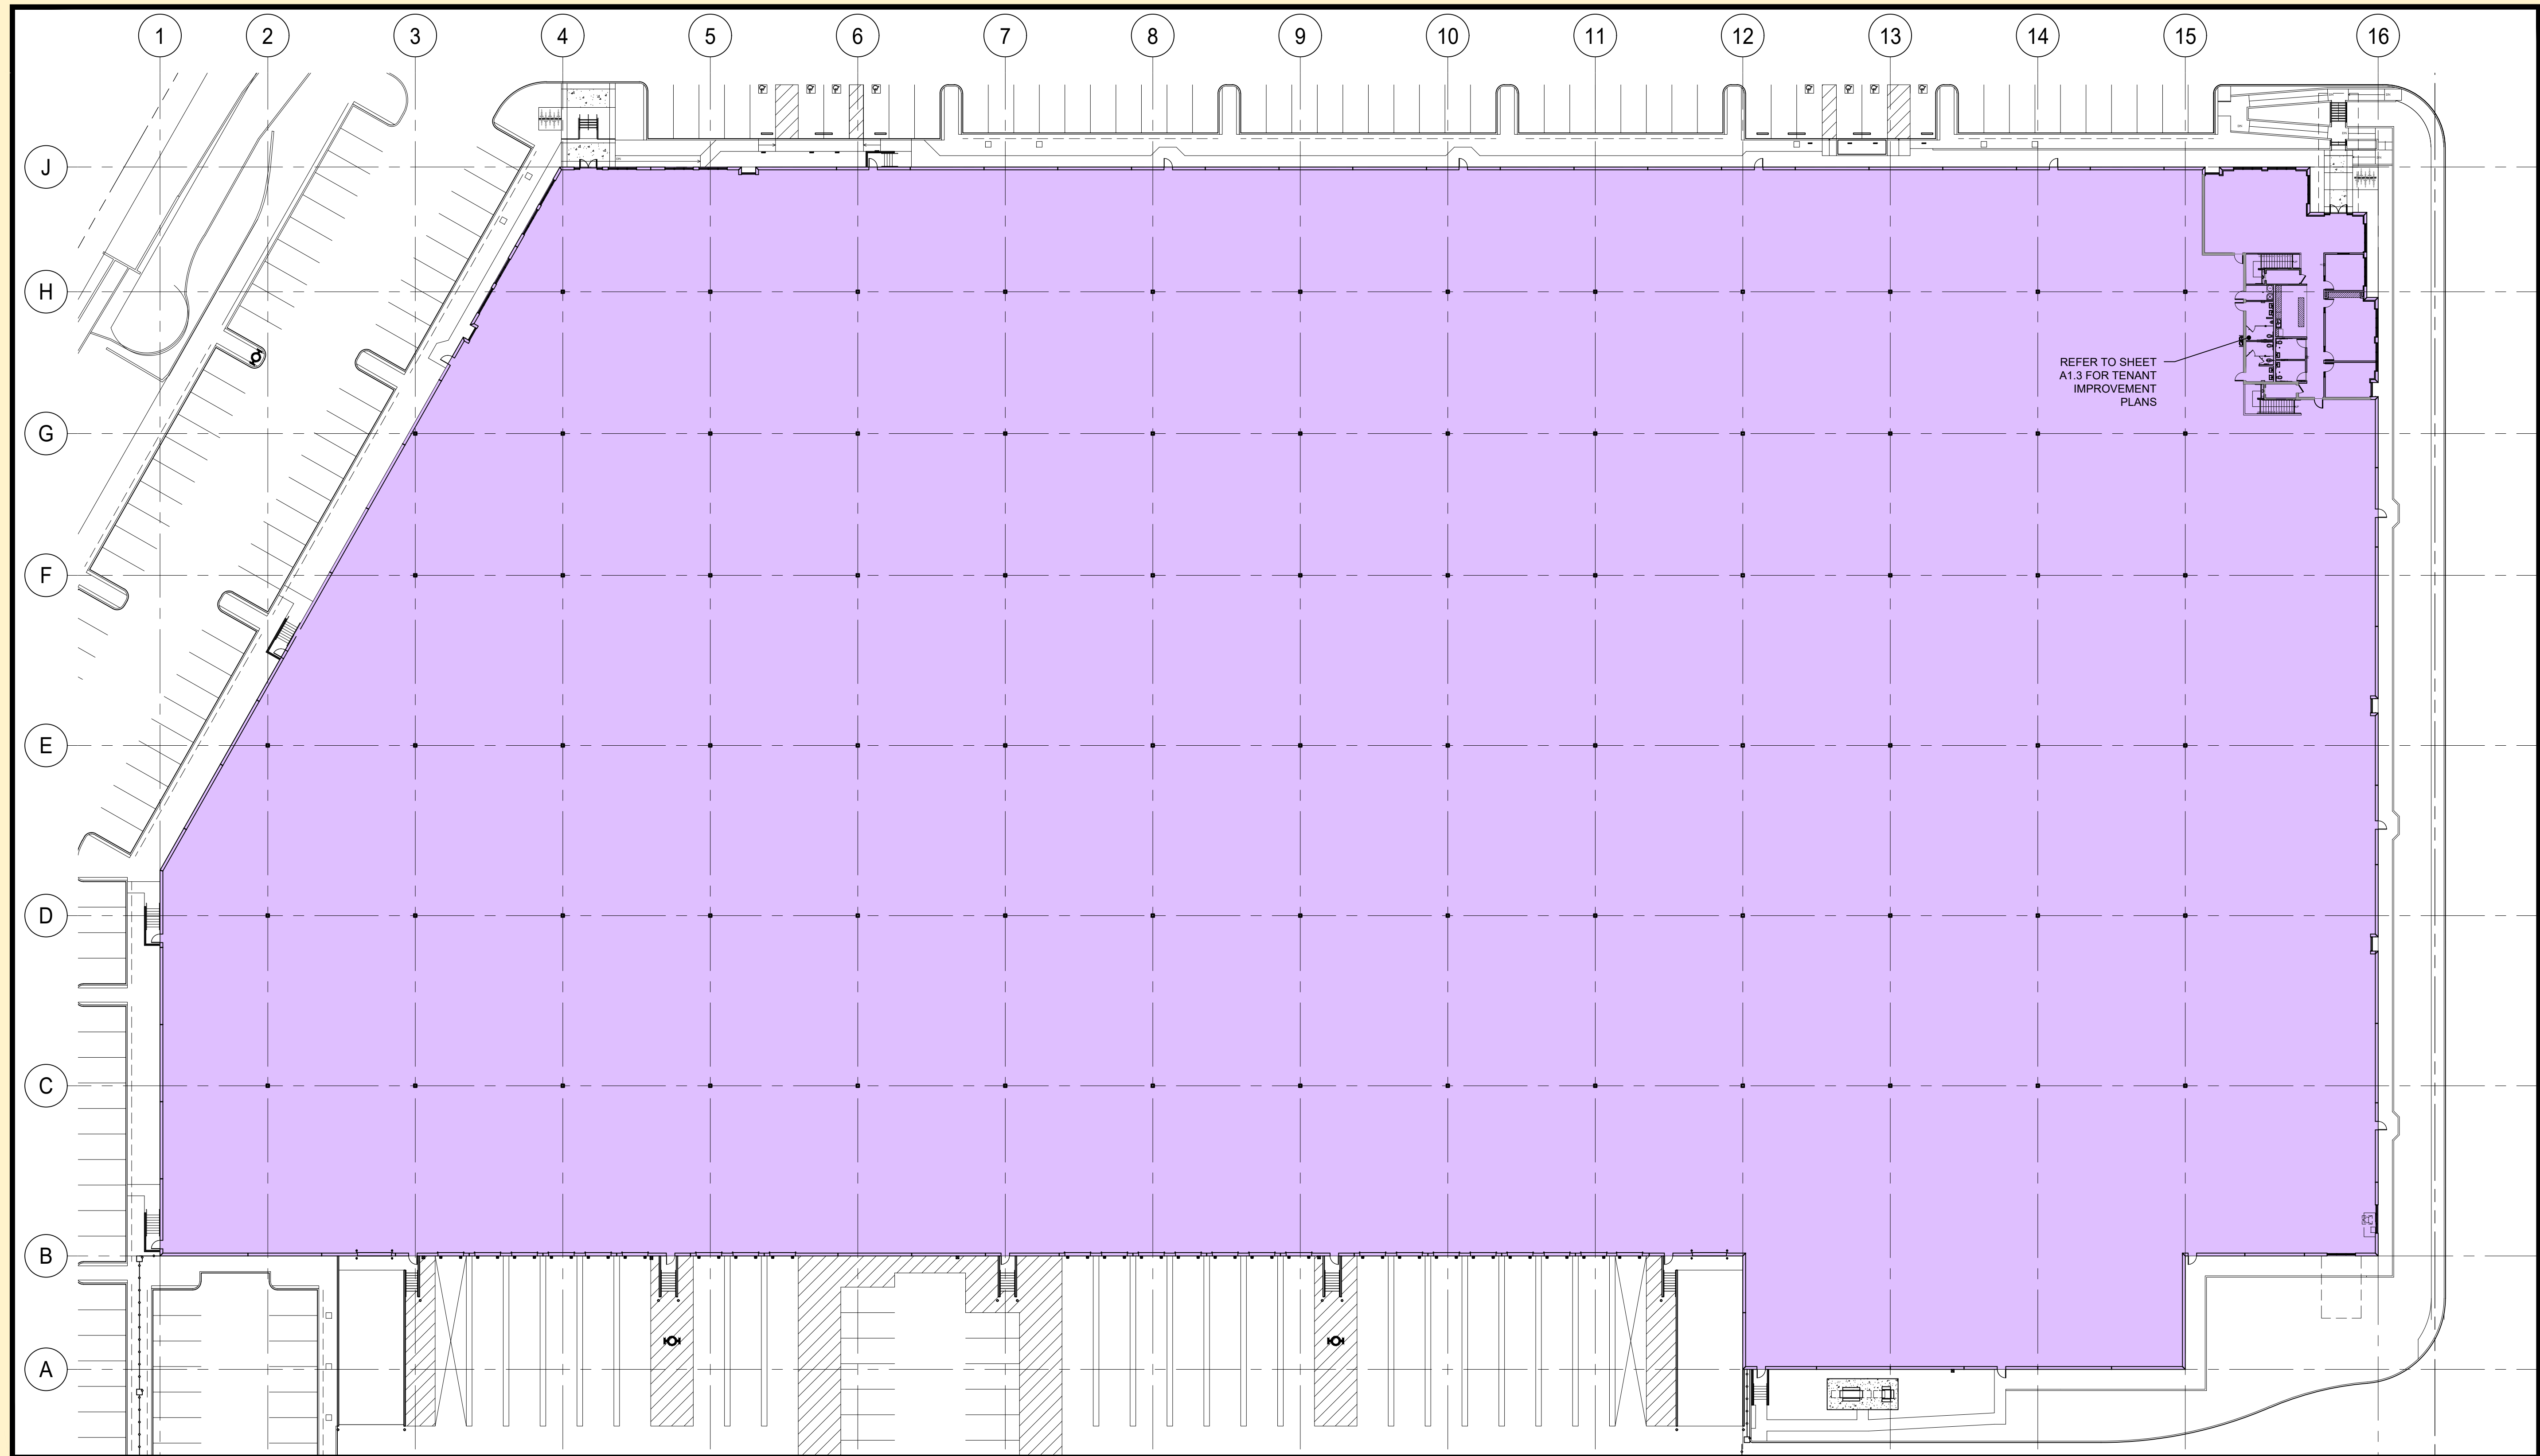 1 2 3 4 5 6 7 8 9 10 11 12 13 14 15 16
J
H
REFER TO SHEET
A1.3 FOR TENANT
IMPROVEMENT
PLANS
G
F
E
D
C
B
A